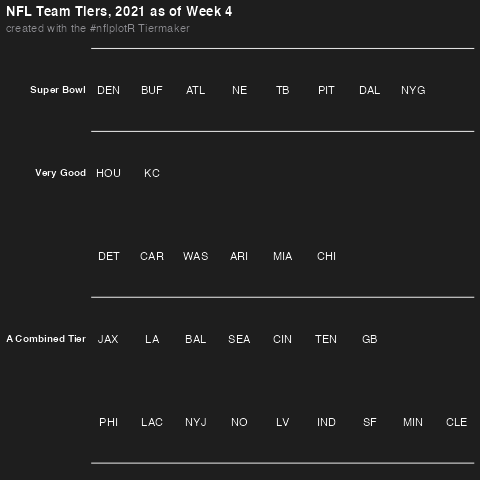 NFL Team Tiers, 2021 as of Week 4
created with the #nflplotR Tiermaker
Super Bowl DEN BUF ATL NE TB PIT DAL NYG
Very Good HOU KC
DET CAR WAS ARI MIA CHI
A Combined Tier JAX LA BAL SEA CIN TEN GB
PHI LAC NYJ NO LV IND SF MIN CLE